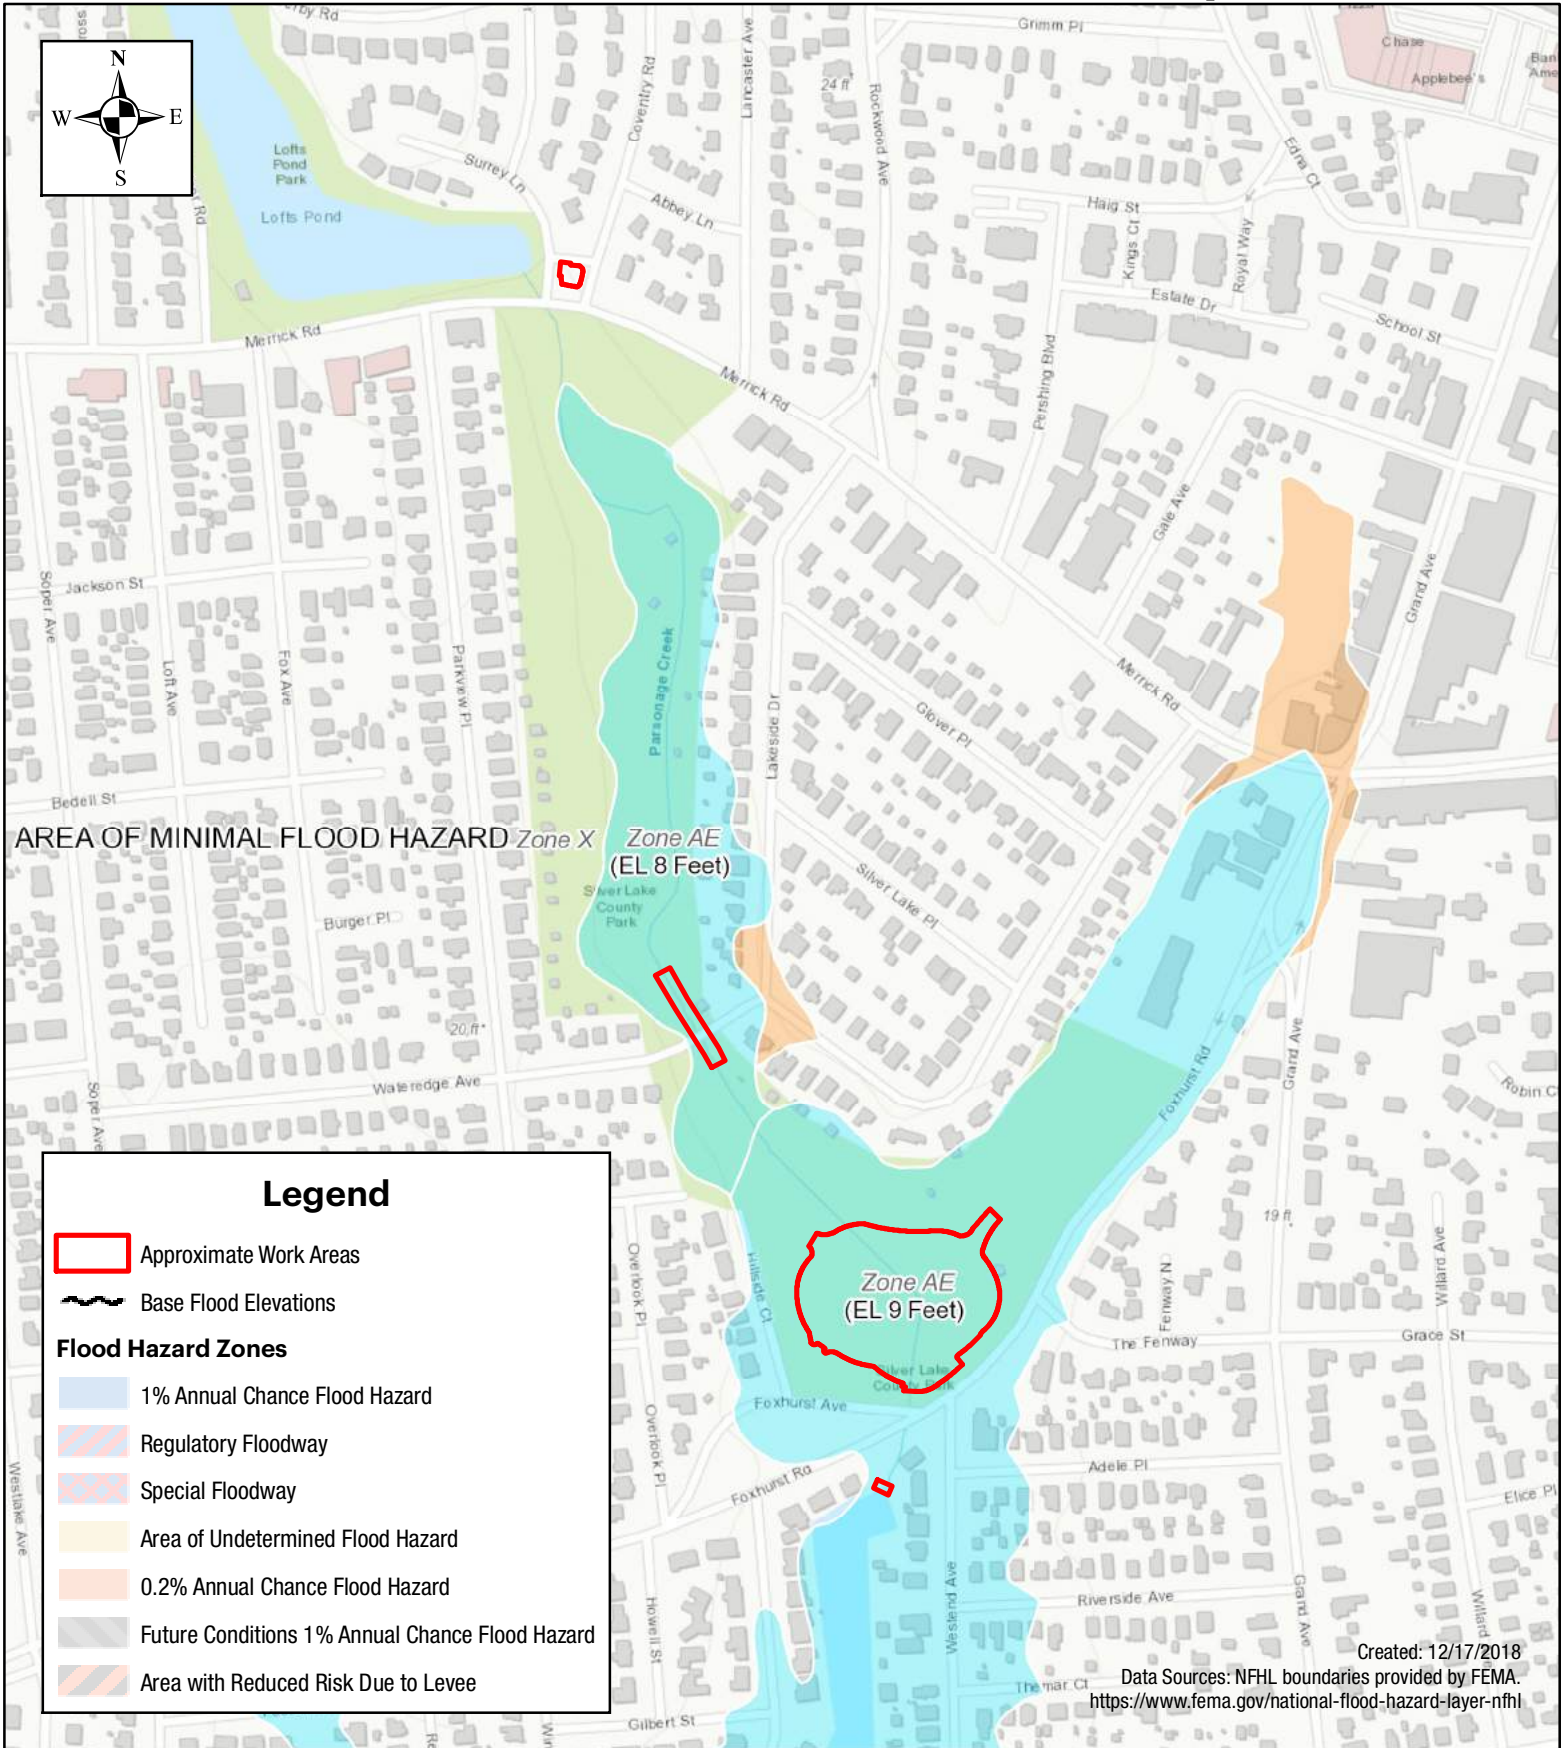 erby Rd
Grimm Pl
Chase
Applebee's
Ban
Ame
N
W
E
S
24 ft
Lancaster Ave
Coventry Rd
Rockwood Ave
Edna Ct
Lofts
Pond
Park
Surrey Ln
Lofts Pond
Abbey Ln
Haig St
Kings Ct
Royal Way
Estate Dr
School St
Merrick Rd
Merrick Rd
Pershing Blvd
Gale Ave
Grand Ave
Jackson St
Soper Ave
Loft Ave
Fox Ave
Parkview Pl
Parsonage Creek
Lakeside Dr
Merrick Rd
Glover Pl
Bedell St
AREA OF MINIMAL FLOOD HAZARD Zone X
Zone AE
(EL 8 Feet)
Silver Lake
County
Park
Silver Lake Pl
Burger Pl
20 ft
Wateredge Ave
Soper Ave
Foxhurst Rd
Grand Ave
Robin C
19 ft
Willard Ave
Overlook Pl
Hillside Ct
Zone AE
(EL 9 Feet)
Fenway N
The Fenway
Grace St
Silver Lake
County Park
Foxhurst Ave
Overlook Pl
Foxhurst Rd
Adele Pl
Elice Pl
Westlake Ave
Howell St
Westend Ave
Riverside Ave
Grand Ave
Willard
Themar Ct
Gilbert St
Legend
Approximate Work Areas
Base Flood Elevations
Flood Hazard Zones
1% Annual Chance Flood Hazard
Regulatory Floodway
Special Floodway
Area of Undetermined Flood Hazard
0.2% Annual Chance Flood Hazard
Future Conditions 1% Annual Chance Flood Hazard
Area with Reduced Risk Due to Levee
Created: 12/17/2018
Data Sources: NFHL boundaries provided by FEMA.
https://www.fema.gov/national-flood-hazard-layer-nfhl